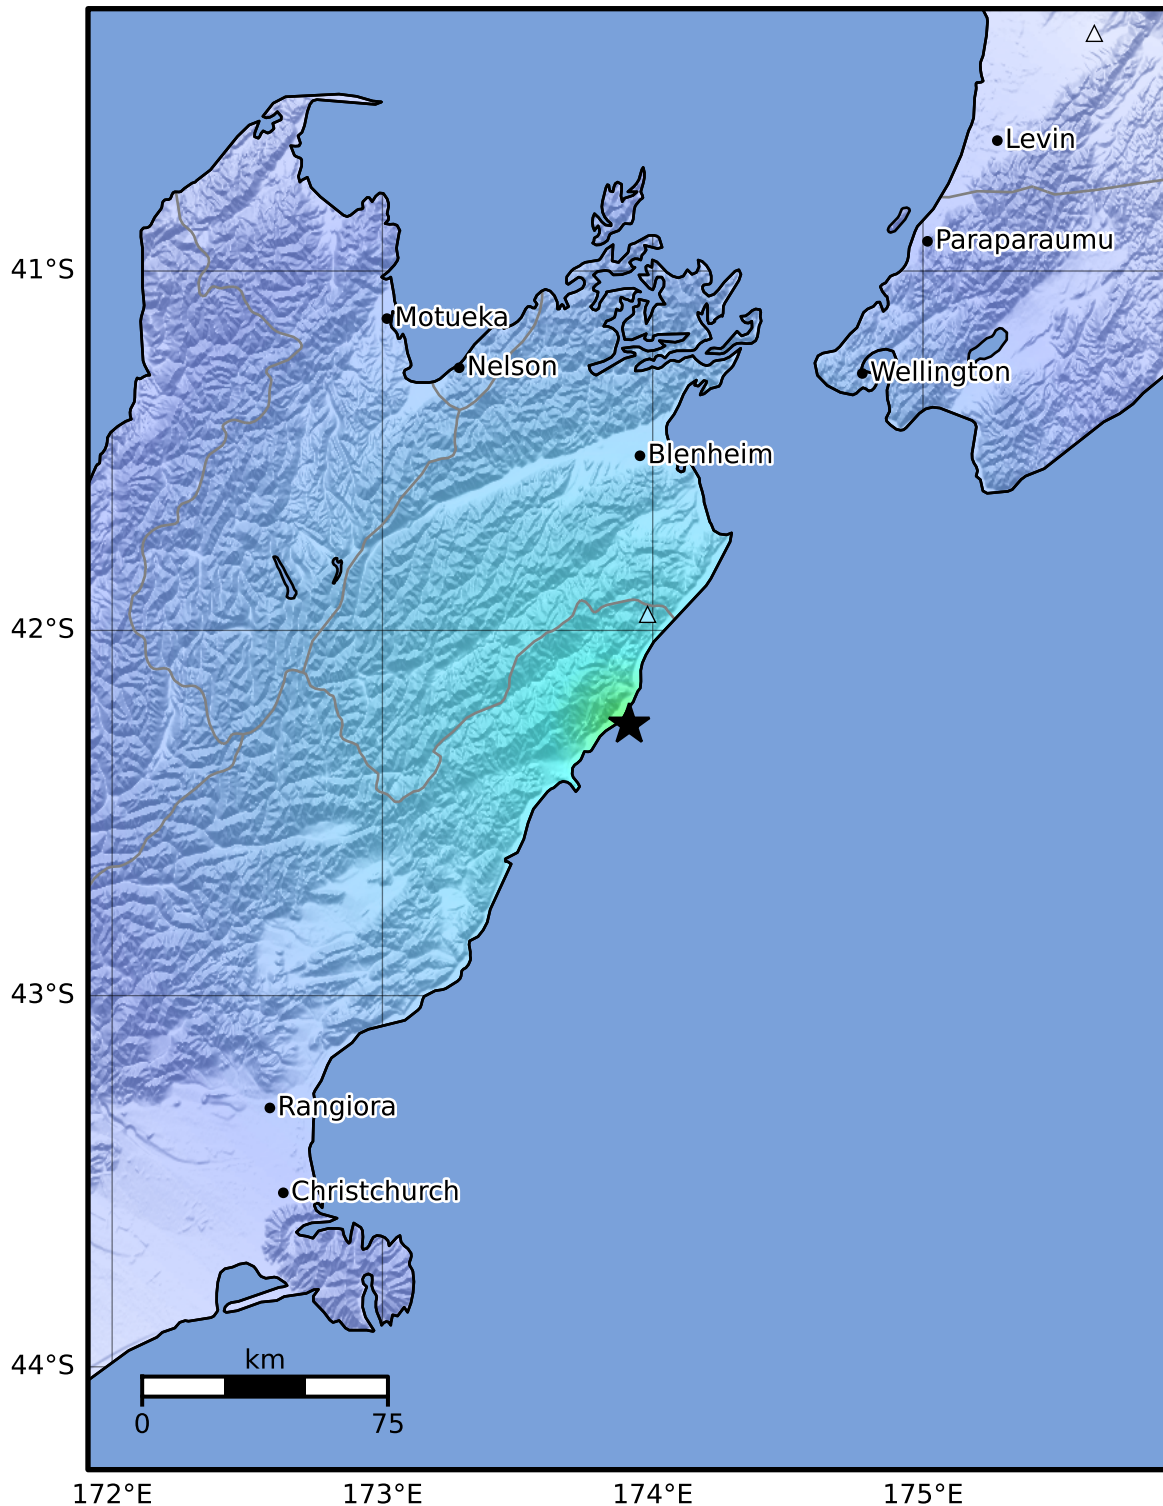 Levin
Paraparaumu
41°S
Motueka
Nelson
Wellington
Blenheim
42°S
43°S
Rangiora
Christchurch
44°S
km
0 75
172°E 173°E 174°E 175°E